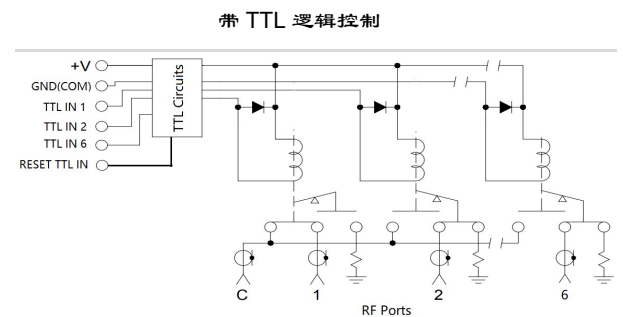 带 TTL 逻辑控制
+V
GND(COM)
TTL IN 1
TTL IN 2
TTL IN 6
RESET TTL IN
TTL Circuits
C 1 2 6
RF Ports